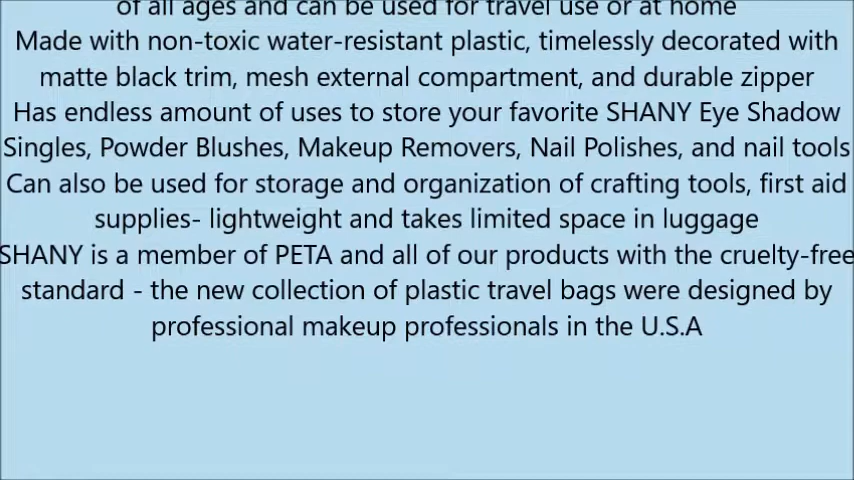 of all ages and can be used for travel use or at home
Made with non-toxic water-resistant plastic, timelessly decorated with
matte black trim, mesh external compartment, and durable zipper
Has endless amount of uses to store your favorite SHANY Eye Shadow
Singles, Powder Blushes, Makeup Removers, Nail Polishes, and nail tools
Can also be used for storage and organization of crafting tools, first aid
supplies- lightweight and takes limited space in luggage
SHANY is a member of PETA and all of our products with the cruelty-free
standard - the new collection of plastic travel bags were designed by
professional makeup professionals in the U.S.A